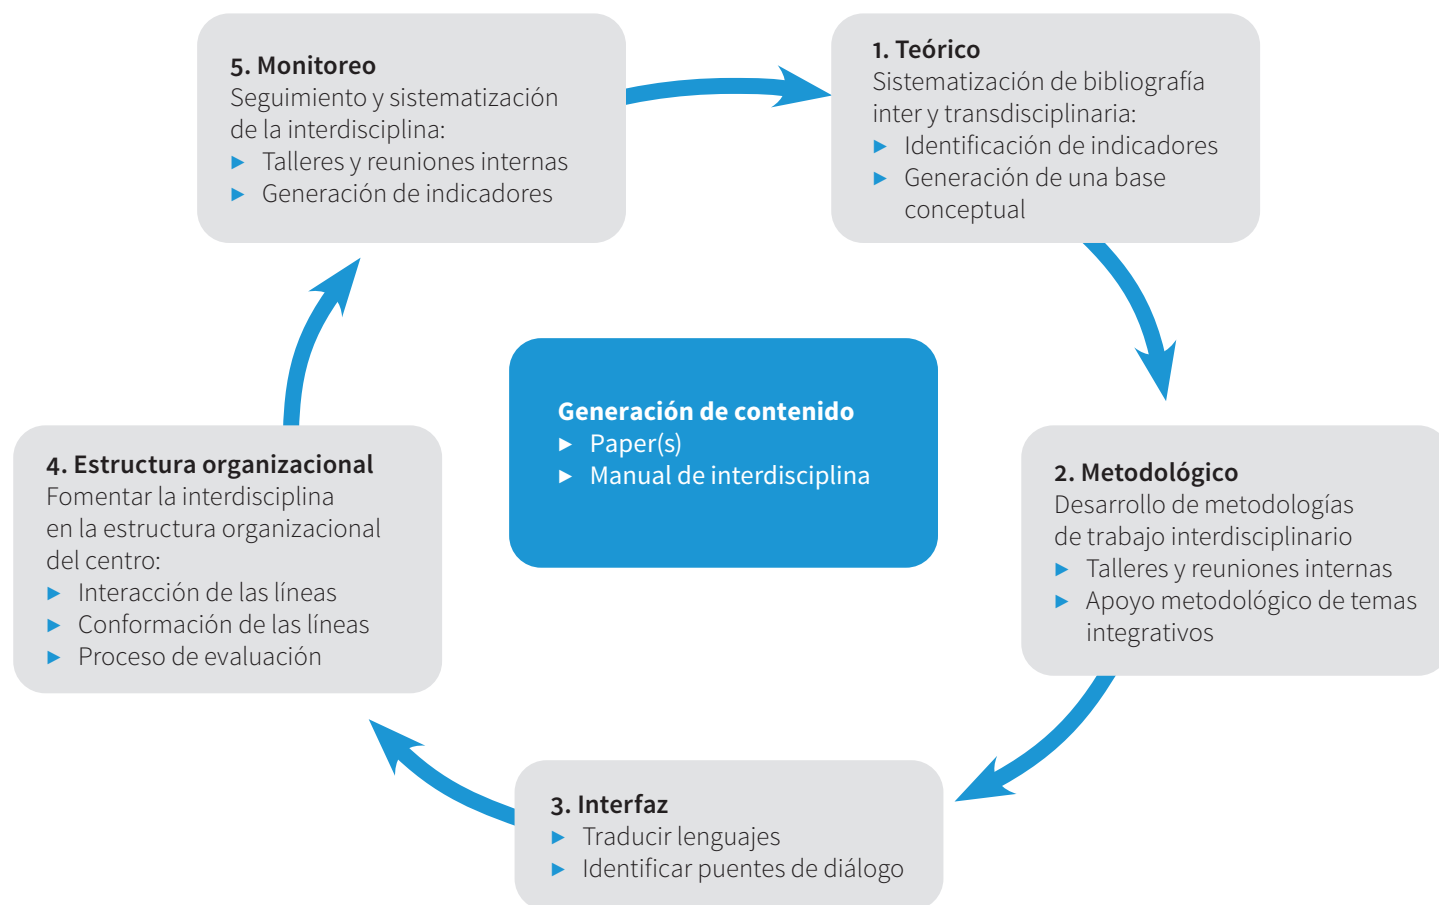 1. Teórico
Sistematización de bibliografía
inter y transdisciplinaria:
► Identificación de indicadores
► Generación de una base
conceptual
2. Metodológico
Desarrollo de metodologías
de trabajo interdisciplinario
► Talleres y reuniones internas
► Apoyo metodológico de temas
integrativos
3. Interfaz
► Traducir lenguajes
► Identificar puentes de diálogo
4. Estructura organizacional
Fomentar la interdisciplina
en la estructura organizacional
del centro:
► Interacción de las líneas
► Conformación de las líneas
► Proceso de evaluación
5. Monitoreo
Seguimiento y sistematización
de la interdisciplina:
► Talleres y reuniones internas
► Generación de indicadores
Generación de contenido
► Paper(s)
► Manual de interdisciplina